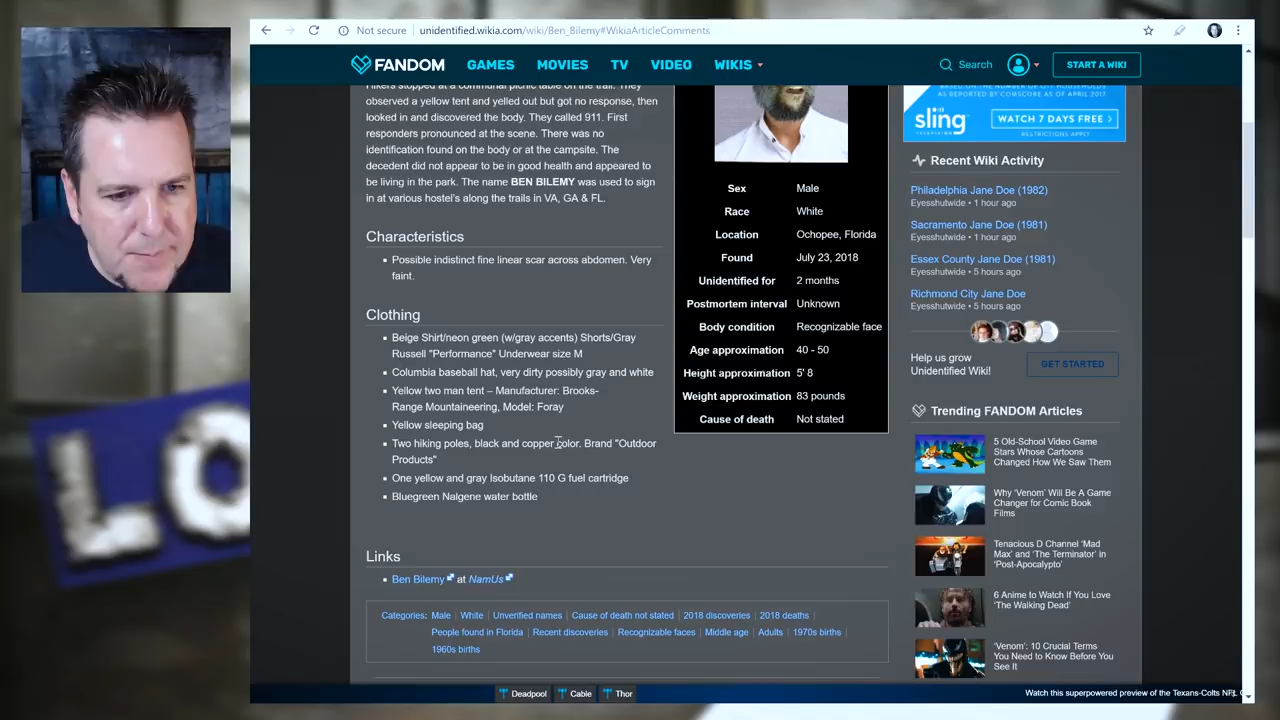 Not secure
unidentified.wikia.com/wiki/Ben_Bilemy#WikiaArticleComments
FANDOM
GAMES
MOVIES
TV
VIDEO
WIKIS
Search
START A WIKI
Hikers stopped at a communal picnic table on the trail. They
observed a yellow tent and yelled out but got no response, then
looked in and discovered the body. They called 911. First
responders pronounced at the scene. There was no
identification found on the body or at the campsite. The
decedent did not appear to be in good health and appeared to
be living in the park. The name BEN BILEMY was used to sign
in at various hostel's along the trails in VA, GA & FL.
Characteristics
Possible indistinct fine linear scar across abdomen. Very
faint.
Clothing
Beige Shirt/neon green (w/gray accents) Shorts/Gray
Russell "Performance" Underwear size M
Columbia baseball hat, very dirty possibly gray and white
Yellow two man tent – Manufacturer: Brooks-
Range Mountaineering, Model: Foray
Yellow sleeping bag
Two hiking poles, black and copper color. Brand "Outdoor
Products"
One yellow and gray Isobutane 110 G fuel cartridge
Bluegreen Nalgene water bottle
Links
Ben Bilemy at NamUs
Categories: Male | White | Unverified names | Cause of death not stated | 2018 discoveries | 2018 deaths
People found in Florida | Recent discoveries | Recognizable faces | Middle age | Adults | 1970s births
1960s births
Sex Male
Race White
Location Ochopee, Florida
Found July 23, 2018
Unidentified for 2 months
Postmortem interval Unknown
Body condition Recognizable face
Age approximation 40 - 50
Height approximation 5' 8
Weight approximation 83 pounds
Cause of death Not stated
AS REPORTED BY COMSCORE AS OF APRIL 2017
sling
TELEVISION
WATCH 7 DAYS FREE >
RESTRICTIONS APPLY
Recent Wiki Activity
Philadelphia Jane Doe (1982)
Eyesshutwide • 1 hour ago
Sacramento Jane Doe (1981)
Eyesshutwide • 1 hour ago
Essex County Jane Doe (1981)
Eyesshutwide • 5 hours ago
Richmond City Jane Doe
Eyesshutwide • 5 hours ago
Help us grow
Unidentified Wiki!
GET STARTED
Trending FANDOM Articles
5 Old-School Video Game
Stars Whose Cartoons
Changed How We Saw Them
Why 'Venom' Will Be A Game
Changer for Comic Book
Films
Tenacious D Channel 'Mad
Max' and 'The Terminator' in
'Post-Apocalypto'
6 Anime to Watch If You Love
'The Walking Dead'
'Venom': 10 Crucial Terms
You Need to Know Before You
See It
Deadpool
Cable
Thor
Watch this superpowered preview of the Texans-Colts NFL
LO